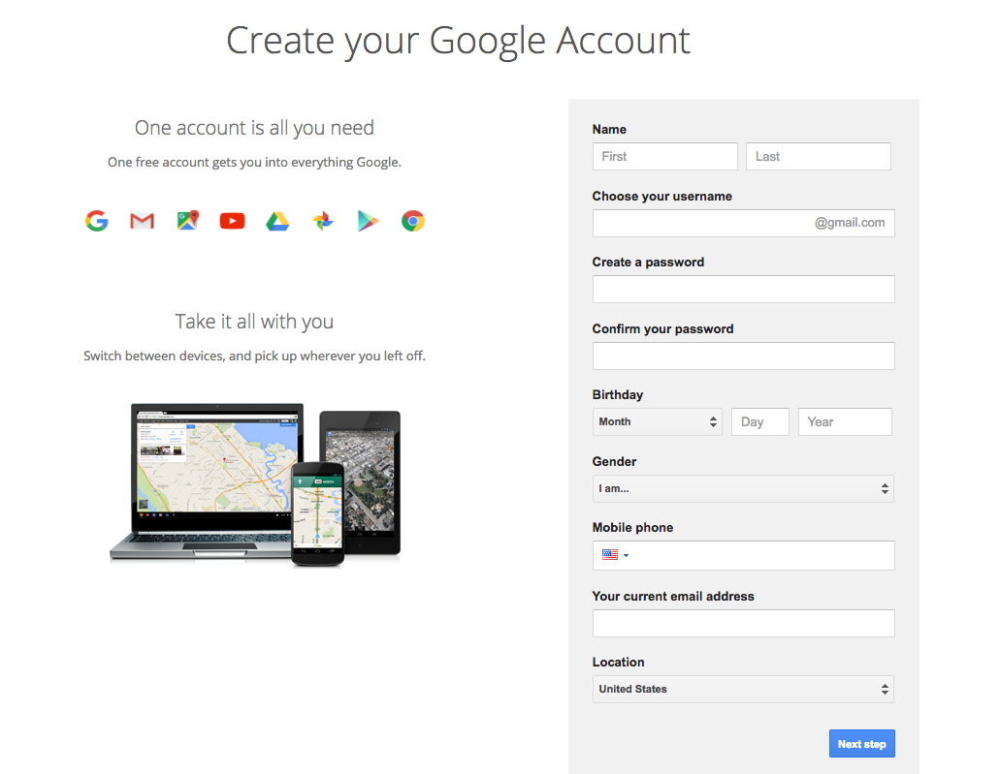 Create your Google Account
One account is all you need
One free account gets you into everything Google.
Take it all with you
Switch between devices, and pick up wherever you left off.
Name
First Last
Choose your username
@gmail.com
Create a password
Confirm your password
Birthday
Month Day Year
Gender
I am...
Mobile phone
Your current email address
Location
United States
Next step